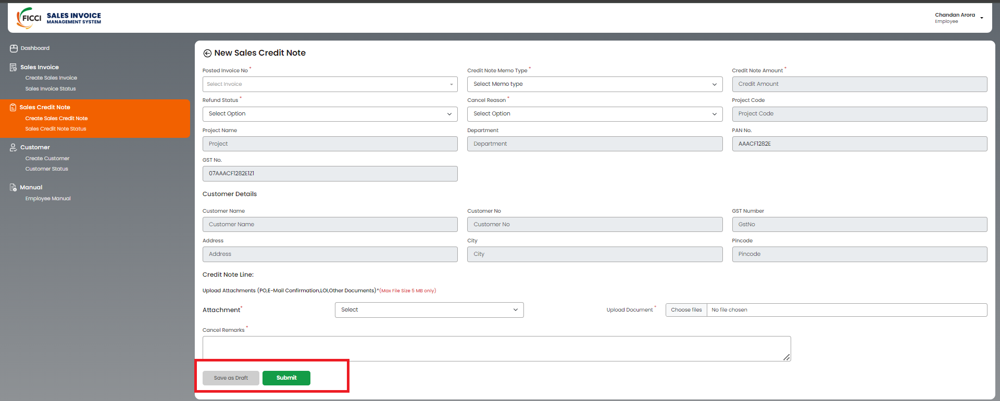 FICCI
SALES INVOICE
MANAGEMENT SYSTEM
Chandan Arora
Employee
Dashboard
Sales Invoice
Create Sales Invoice
Sales Invoice Status
Sales Credit Note
Create Sales Credit Note
Sales Credit Note Status
Customer
Create Customer
Customer Status
Manual
Employee Manual
New Sales Credit Note
Posted Invoice No * Credit Note Memo Type * Credit Note Amount *
Select Invoice Select Memo type Credit Amount
Refund Status * Cancel Reason * Project Code
Select Option Select Option Project Code
Project Name Department PAN No.
Project Department AAACF1282E
GST No.
07AAACF1282E1Z1
Customer Details
Customer Name Customer No GST Number
Customer Name Customer No GstNo
Address City Pincode
Address City Pincode
Credit Note Line:
Upload Attachments (PO,E-Mail Confirmation,LOI,Other Documents)*(Max File Size 5 MB only)
Attachment* Select Upload Document * Choose files No file chosen
Cancel Remarks *
Save as Draft Submit